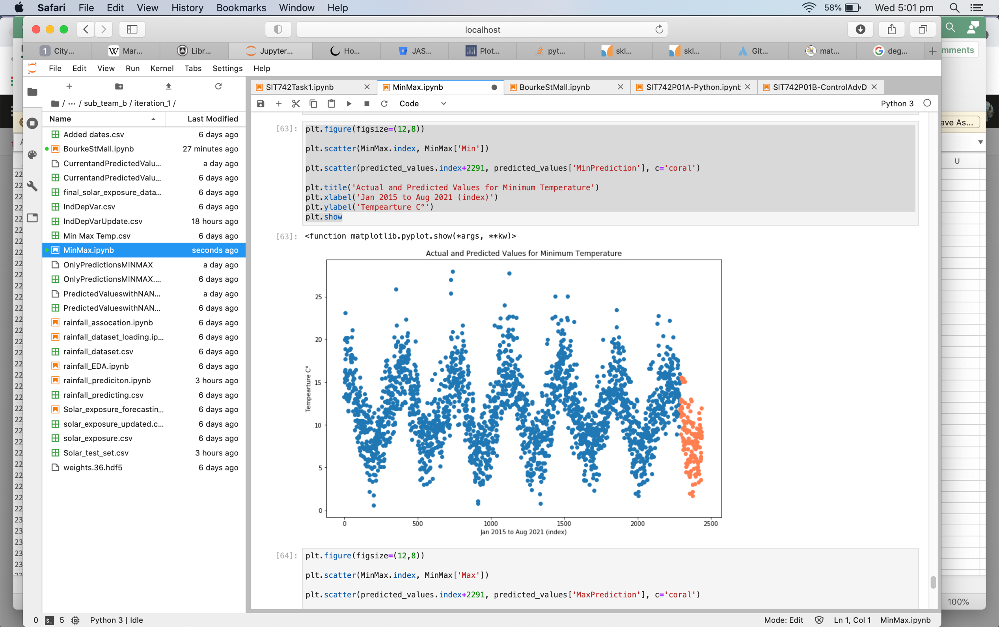 Safari File Edit View History Bookmarks Window Help 58% Wed 5:01 pm
localhost
1 City... W Mar... Libr... Jupyter... Ho... JAS... Plot... pyt... skl... skl... Git... mat... deg... +
mments
File Edit View Run Kernel Tabs Settings Help
SIT742Task1.ipynb MinMax.ipynb BourkeStMall.ipynb SIT742P01A-Python.ipynb SIT742P01B-ControlAdvD
/ ··· / sub_team_b / iteration_1 /
Code
Python 3
Name Last Modified
ave As...
U
Added dates.csv 6 days ago
BourkeStMall.ipynb 27 minutes ago
CurrentandPredictedValu... a day ago
CurrentandPredictedValu... 6 days ago
final_solar_exposure_data... 6 days ago
IndDepVar.csv 6 days ago
IndDepVarUpdate.csv 18 hours ago
Min Max Temp.csv 6 days ago
MinMax.ipynb seconds ago
OnlyPredictionsMINMAX a day ago
OnlyPredictionsMINMAX.... 6 days ago
PredictedValueswithNAN... a day ago
PredictedValueswithNAN... 6 days ago
rainfall_assocation.ipynb 6 days ago
rainfall_dataset_loading.ip... 6 days ago
rainfall_dataset.csv 6 days ago
rainfall_EDA.ipynb 6 days ago
rainfall_prediciton.ipynb 3 hours ago
rainfall_predicting.csv 6 days ago
Solar_exposure_forecastin... 6 days ago
solar_exposure_updated.c... 6 days ago
solar_exposure.csv 6 days ago
Solar_test_set.csv 3 hours ago
weights.36.hdf5 6 days ago
[63]: plt.figure(figsize=(12,8))
plt.scatter(MinMax.index, MinMax['Min'])
plt.scatter(predicted_values.index+2291, predicted_values['MinPrediction'], c='coral')
plt.title('Actual and Predicted Values for Minimum Temperature')
plt.xlabel('Jan 2015 to Aug 2021 (index)')
plt.ylabel('Tempearture C°')
plt.show
[63]: <function matplotlib.pyplot.show(*args, **kw)>
Actual and Predicted Values for Minimum Temperature
Tempearture C°
25
20
15
10
5
0
0 500 1000 1500 2000 2500
Jan 2015 to Aug 2021 (index)
[64]: plt.figure(figsize=(12,8))
plt.scatter(MinMax.index, MinMax['Max'])
plt.scatter(predicted_values.index+2291, predicted_values['MaxPrediction'], c='coral')
100%
0 5 Python 3 | Idle Mode: Edit Ln 1, Col 1 MinMax.ipynb